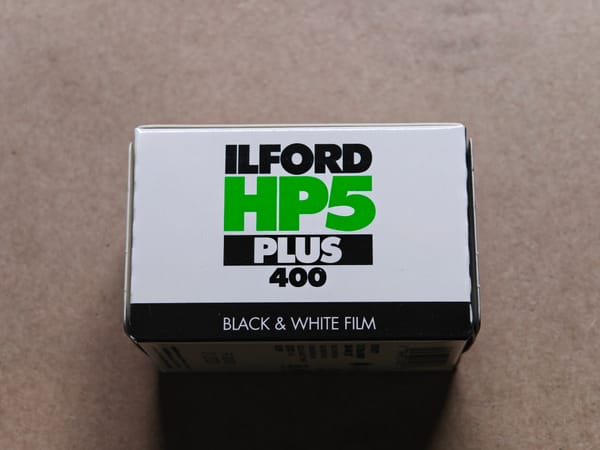 ILFORD
HP5
PLUS
400
BLACK & WHITE FILM